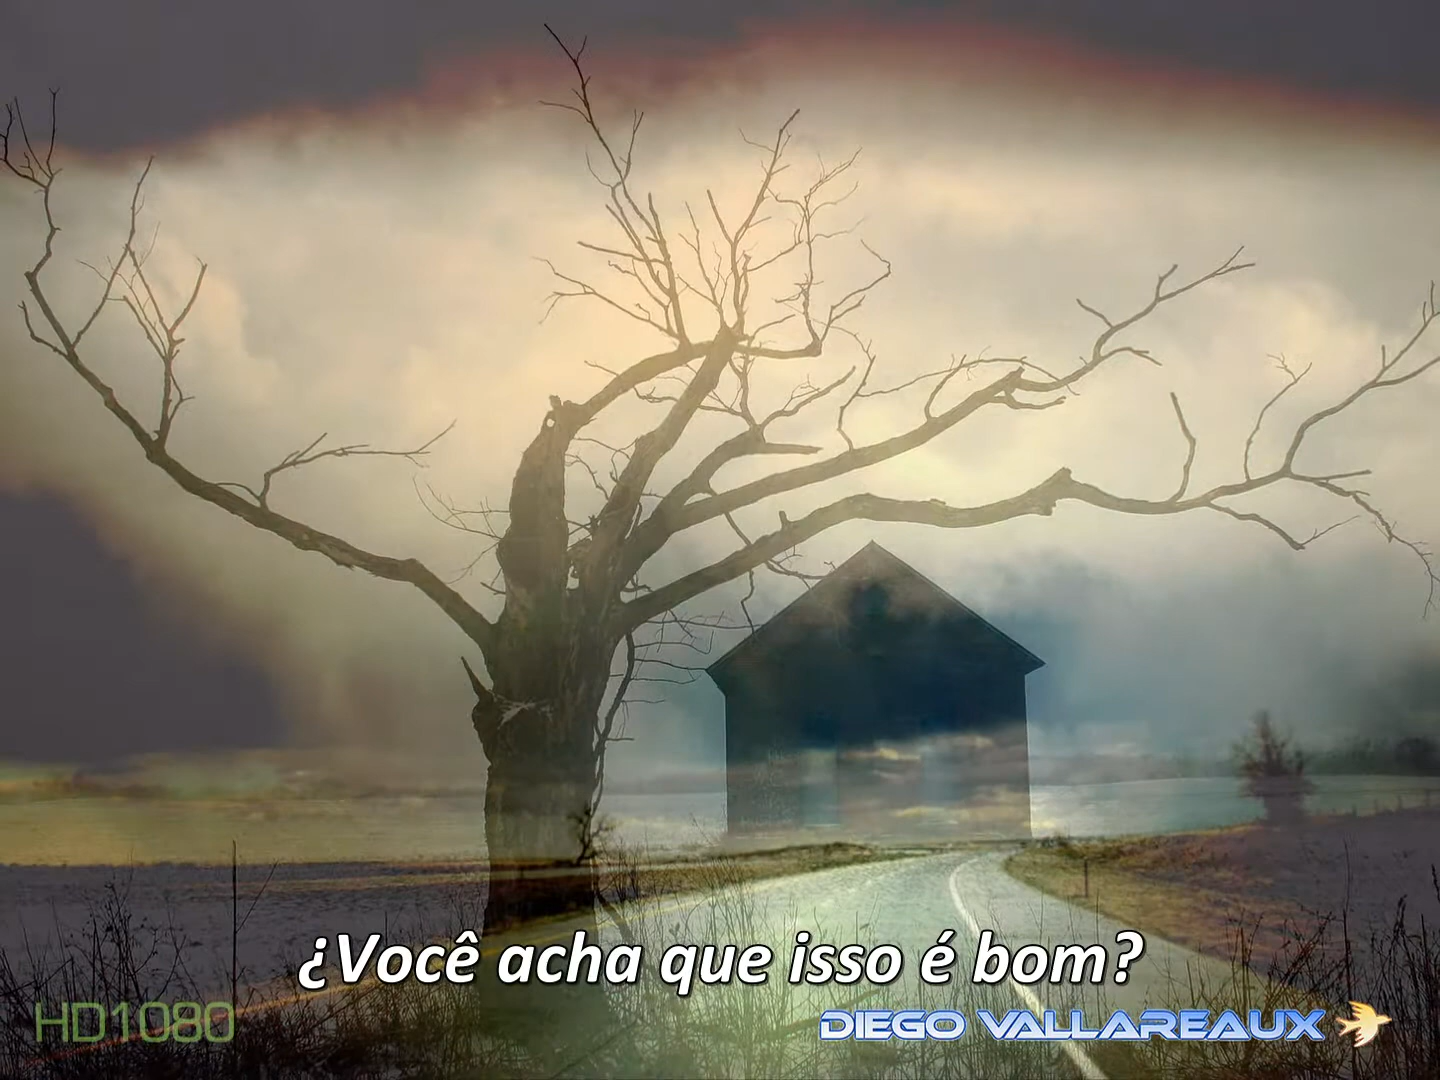 ¿Você acha que isso é bom?
HD1080
DIEGO VALLAREAUX